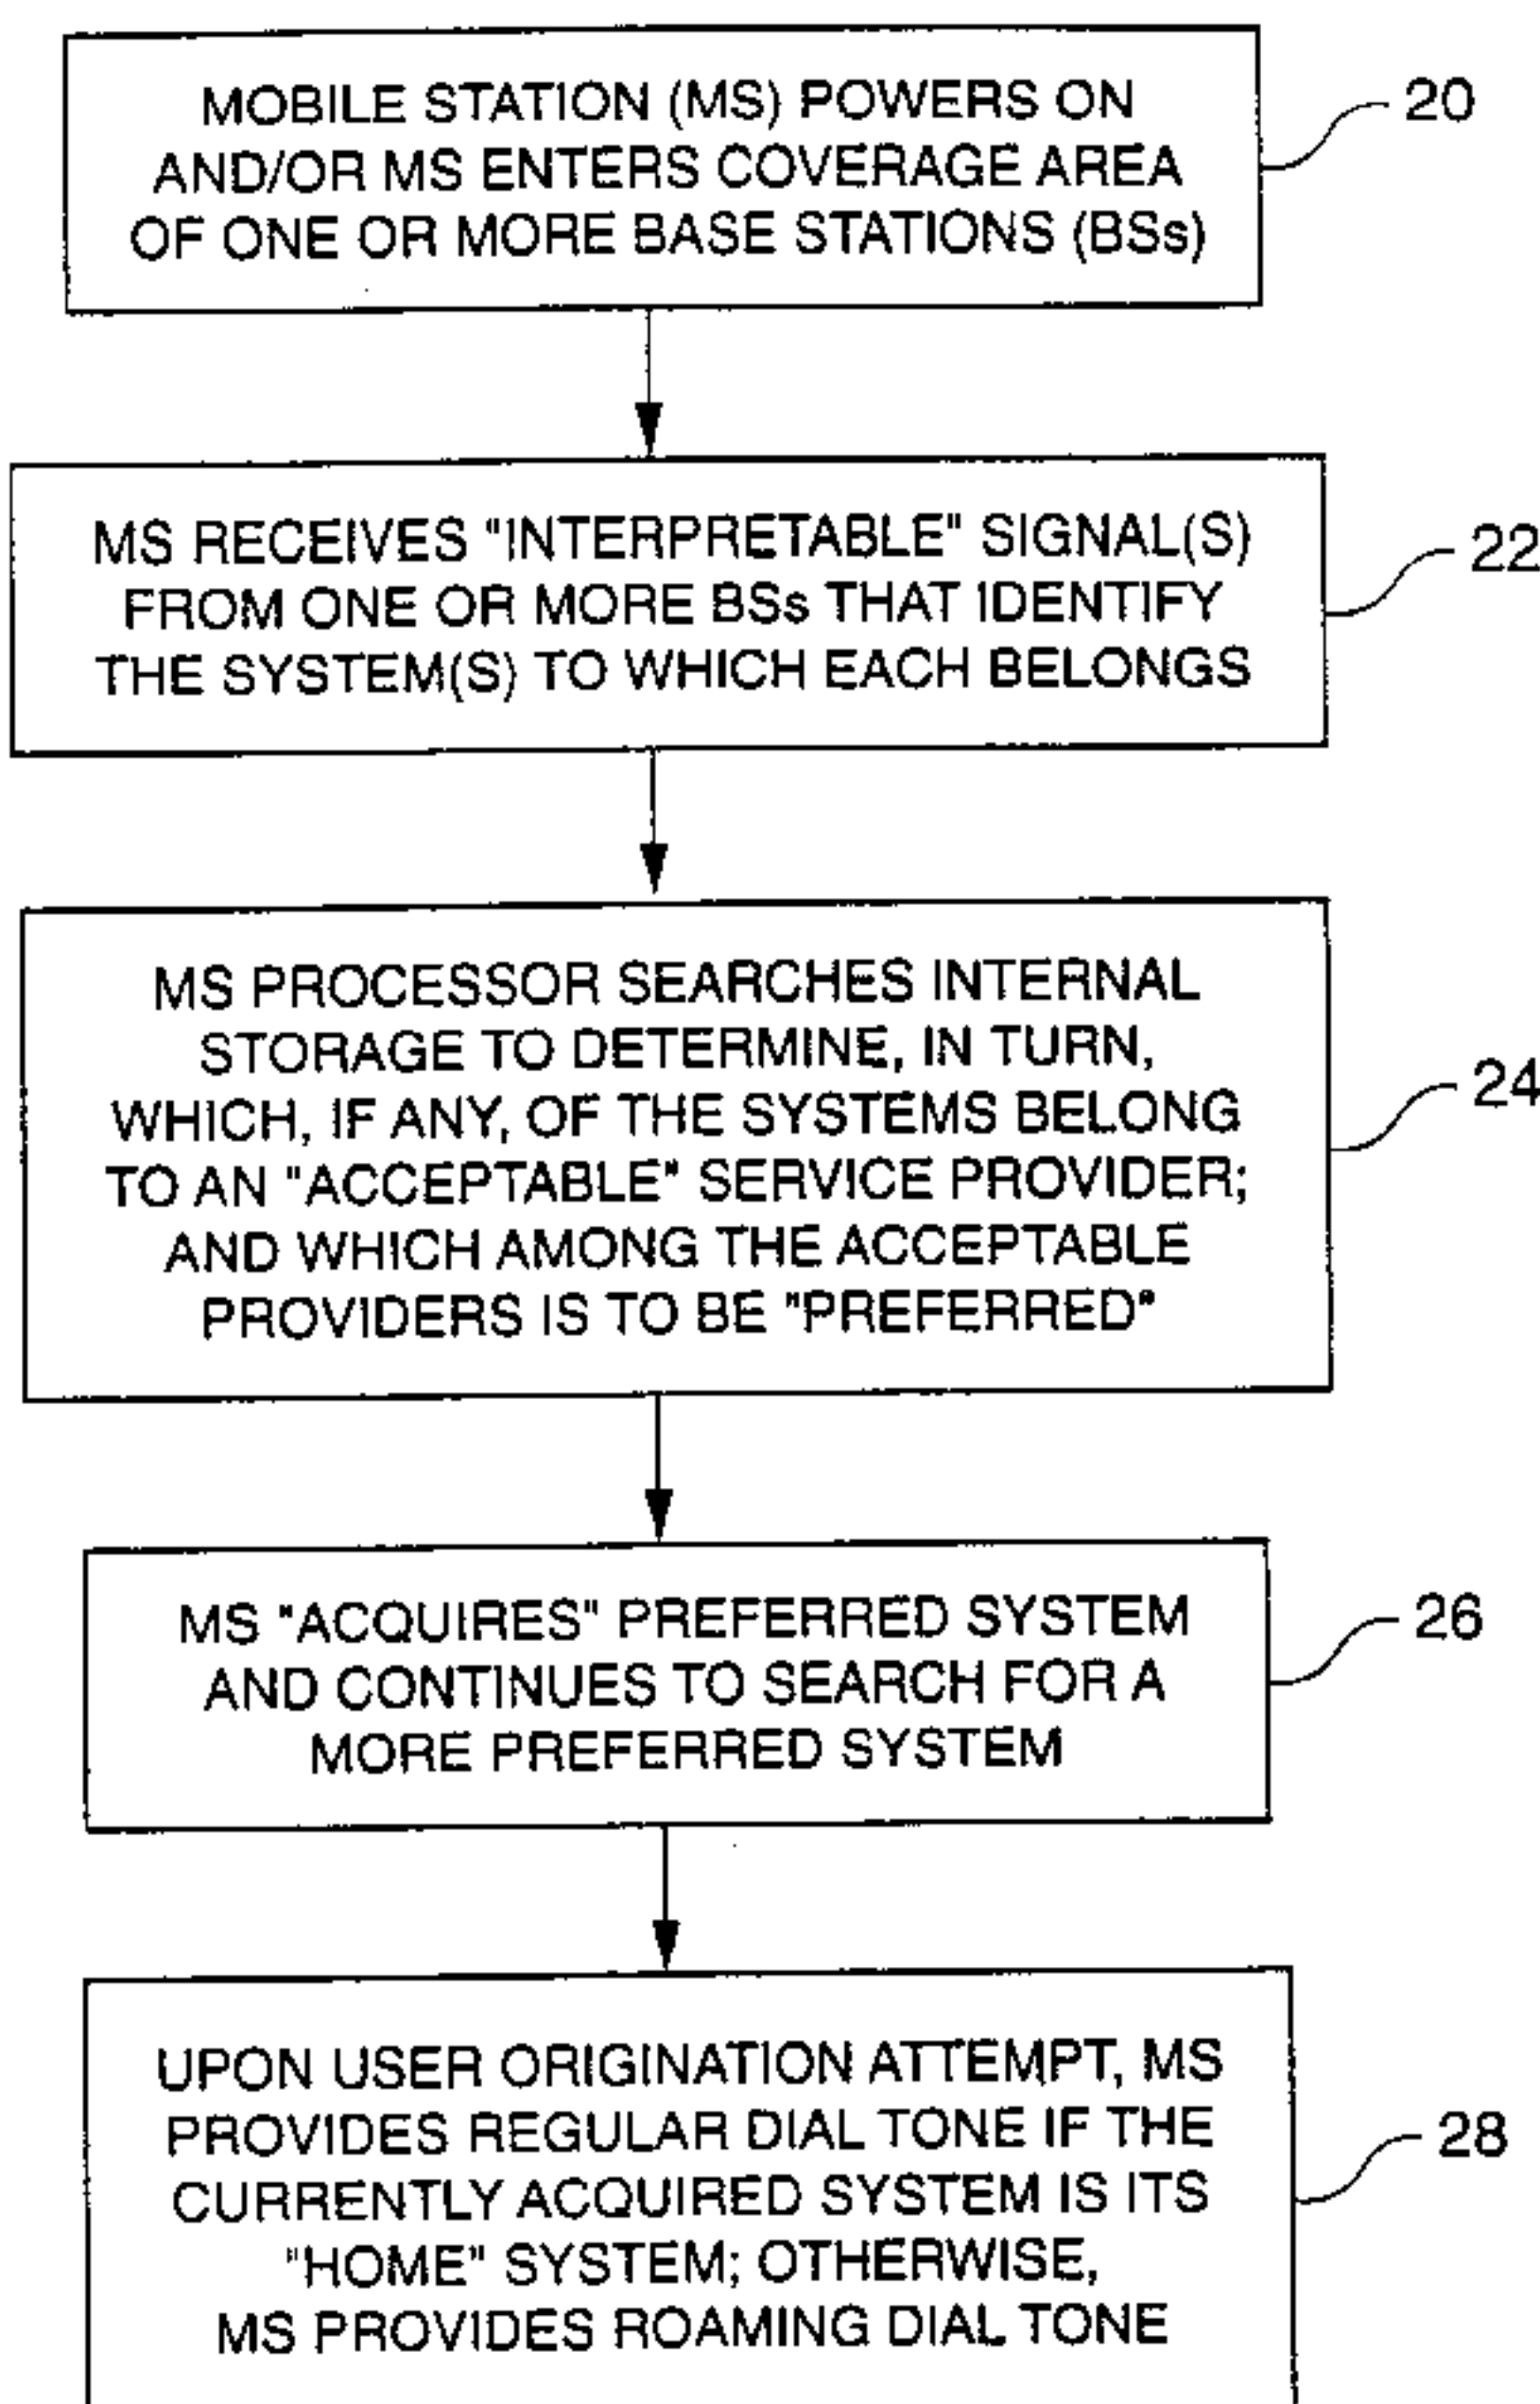 MOBILE STATION (MS) POWERS ON
AND/OR MS ENTERS COVERAGE AREA
OF ONE OR MORE BASE STATIONS (BSs)
20
MS RECEIVES "INTERPRETABLE" SIGNAL(S)
FROM ONE OR MORE BSs THAT IDENTIFY
THE SYSTEM(S) TO WHICH EACH BELONGS
22
MS PROCESSOR SEARCHES INTERNAL
STORAGE TO DETERMINE, IN TURN,
WHICH, IF ANY, OF THE SYSTEMS BELONG
TO AN "ACCEPTABLE" SERVICE PROVIDER;
AND WHICH AMONG THE ACCEPTABLE
PROVIDERS IS TO BE "PREFERRED"
24
MS "ACQUIRES" PREFERRED SYSTEM
AND CONTINUES TO SEARCH FOR A
MORE PREFERRED SYSTEM
26
UPON USER ORIGINATION ATTEMPT, MS
PROVIDES REGULAR DIAL TONE IF THE
CURRENTLY ACQUIRED SYSTEM IS ITS
"HOME" SYSTEM; OTHERWISE,
MS PROVIDES ROAMING DIAL TONE
28